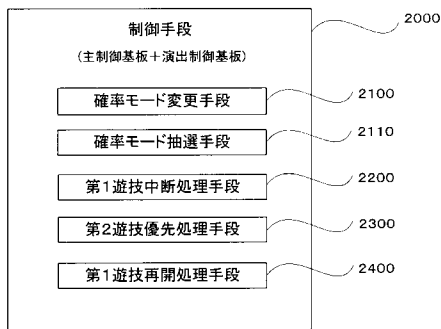 制御手段
(主制御基板+演出制御基板)
2000
確率モード変更手段
2100
確率モード抽選手段
2110
第1遊技中断処理手段
2200
第2遊技優先処理手段
2300
第1遊技再開処理手段
2400